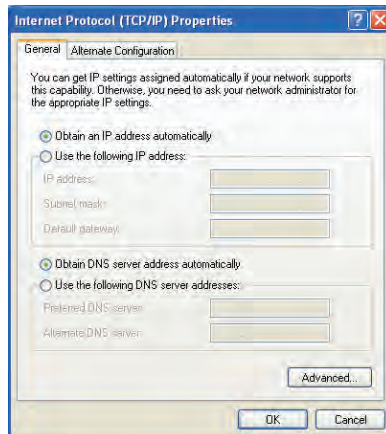 Internet Protocol (TCP/IP) Properties
General
Alternate Configuration
You can get IP settings assigned automatically if your network supports
this capability. Otherwise, you need to ask your network administrator for
the appropriate IP settings.
Obtain an IP address automatically
Use the following IP address:
IP address:
Subnet mask:
Default gateway:
Obtain DNS server address automatically
Use the following DNS server addresses:
Preferred DNS server:
Alternate DNS server:
Advanced...
OK
Cancel